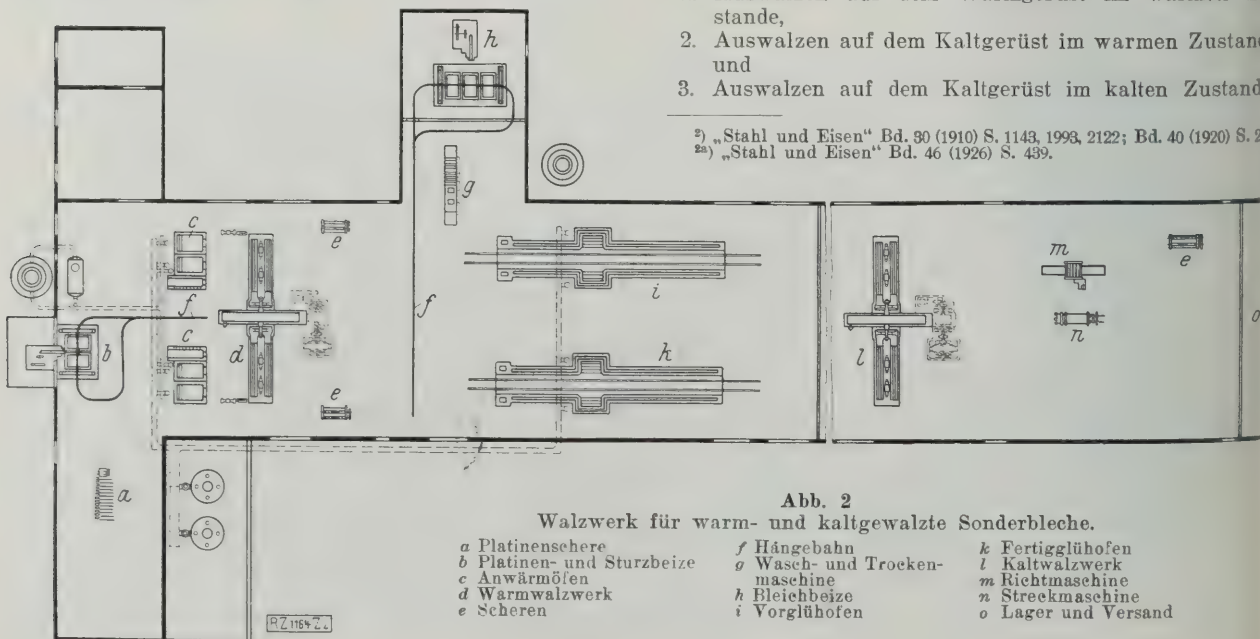 stande,
2. Auswalzen auf dem Kaltgerüst im warmen Zustand
und
3. Auswalzen auf dem Kaltgerüst im kalten Zustand
²) „Stahl und Eisen“ Bd. 30 (1910) S. 1143, 1993, 2122; Bd. 40 (1920) S. 2
²ᵃ) „Stahl und Eisen“ Bd. 46 (1926) S. 439.
h
g
c
e
f
i
m
e
f
c
b
d
k
l
n
o
e
a
Abb. 2
Walzwerk für warm- und kaltgewalzte Sonderbleche.
a Platinenschere
b Platinen- und Sturzbeize
c Anwärmöfen
d Warmwalzwerk
e Scheren
f Hängebahn
g Wasch- und Trocken-
maschine
h Bleichbeize
i Vorglühofen
k Fertigglühofen
l Kaltwalzwerk
m Richtmaschine
n Streckmaschine
o Lager und Versand
RZ1164Z2